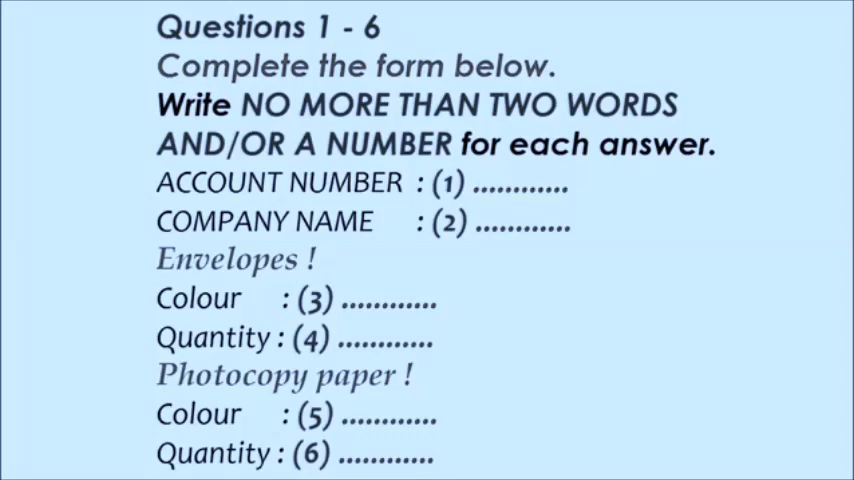 Questions 1 - 6
Complete the form below.
Write NO MORE THAN TWO WORDS
AND/OR A NUMBER for each answer.
ACCOUNT NUMBER : (1) ............
COMPANY NAME : (2) ............
Envelopes !
Colour : (3) ............
Quantity : (4) ............
Photocopy paper !
Colour : (5) ............
Quantity : (6) ............